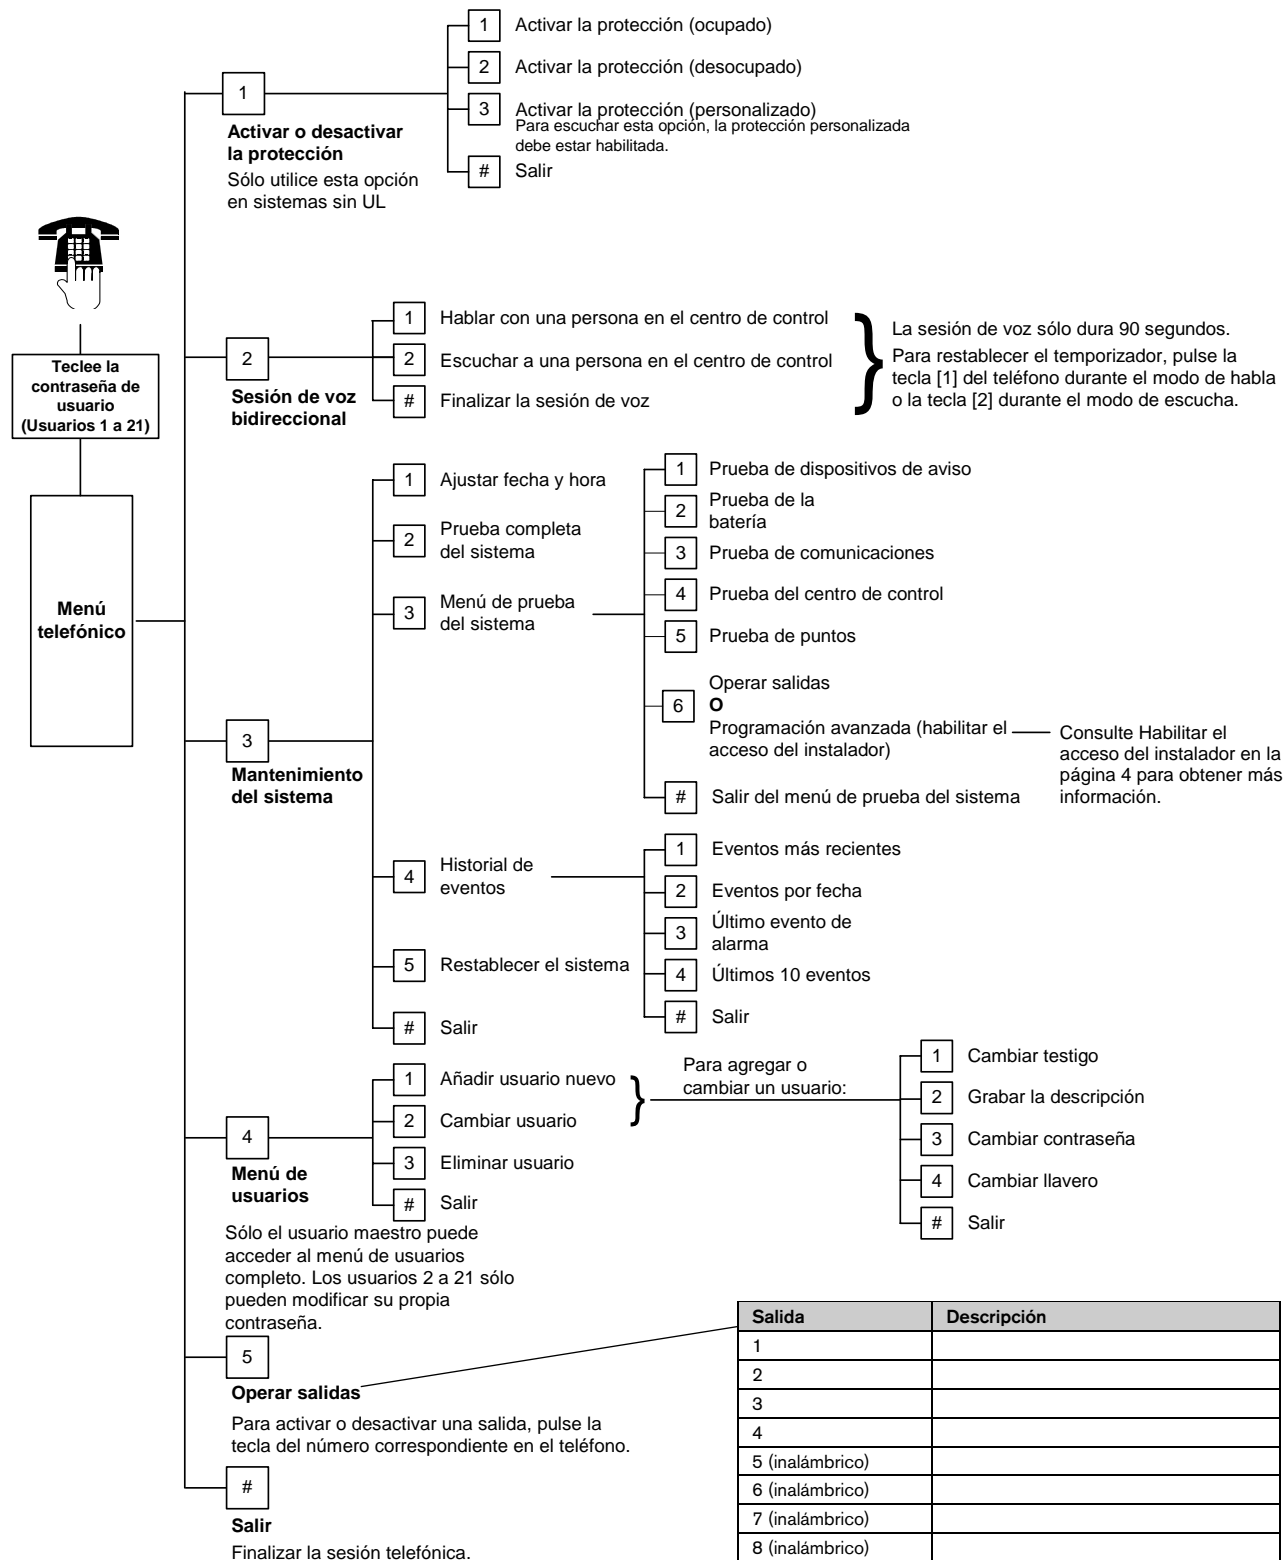 1
Activar la protección (ocupado)
2
Activar la protección (desocupado)
3
Activar la protección (personalizado)
Para escuchar esta opción, la protección personalizada
debe estar habilitada.
#
Salir
1
Activar o desactivar
la protección
Sólo utilice esta opción
en sistemas sin UL
Teclee la
contraseña de
usuario
(Usuarios 1 a 21)
Menú
telefónico
2
Sesión de voz
bidireccional
1
Hablar con una persona en el centro de control
2
Escuchar a una persona en el centro de control
#
Finalizar la sesión de voz
}
La sesión de voz sólo dura 90 segundos.
Para restablecer el temporizador, pulse la
tecla [1] del teléfono durante el modo de habla
o la tecla [2] durante el modo de escucha.
3
Mantenimiento
del sistema
1
Ajustar fecha y hora
2
Prueba completa
del sistema
3
Menú de prueba
del sistema
1
Prueba de dispositivos de aviso
2
Prueba de la
batería
3
Prueba de comunicaciones
4
Prueba del centro de control
5
Prueba de puntos
6
Operar salidas
O
Programación avanzada (habilitar el
acceso del instalador)
Consulte Habilitar el
acceso del instalador en la
página 4 para obtener más
información.
#
Salir del menú de prueba del sistema
4
Historial de
eventos
1
Eventos más recientes
2
Eventos por fecha
3
Último evento de
alarma
4
Últimos 10 eventos
#
Salir
5
Restablecer el sistema
#
Salir
4
Menú de
usuarios
Sólo el usuario maestro puede
acceder al menú de usuarios
completo. Los usuarios 2 a 21 sólo
pueden modificar su propia
contraseña.
1
Añadir usuario nuevo
2
Cambiar usuario
3
Eliminar usuario
#
Salir
}
Para agregar o
cambiar un usuario:
1
Cambiar testigo
2
Grabar la descripción
3
Cambiar contraseña
4
Cambiar llavero
#
Salir
5
Operar salidas
Para activar o desactivar una salida, pulse la
tecla del número correspondiente en el teléfono.
#
Salir
Finalizar la sesión telefónica.
Salida Descripción
1
2
3
4
5 (inalámbrico)
6 (inalámbrico)
7 (inalámbrico)
8 (inalámbrico)